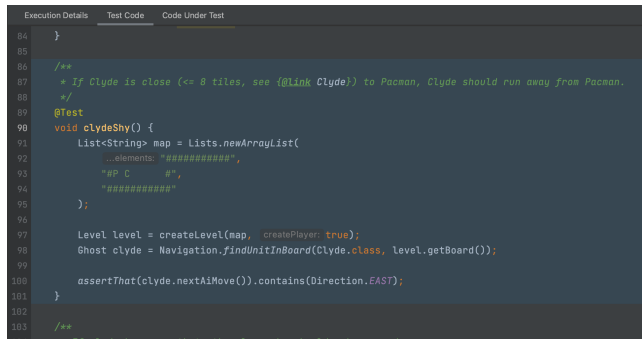 Execution Details Test Code Code Under Test
84 }
85
86 /**
87 * If Clyde is close (<= 8 tiles, see {@link Clyde}) to Pacman, Clyde should run away from Pacman.
88 */
89 @Test
90 void clydeShy() {
91 List<String> map = Lists.newArrayList(
92 ...elements: "###########",
93 "#P C      #",
94 "###########"
95 );
96
97 Level level = createLevel(map, createPlayer: true);
98 Ghost clyde = Navigation.findUnitInBoard(Clyde.class, level.getBoard());
99
100 assertThat(clyde.nextAiMove()).contains(Direction.EAST);
101 }
102
103 /**